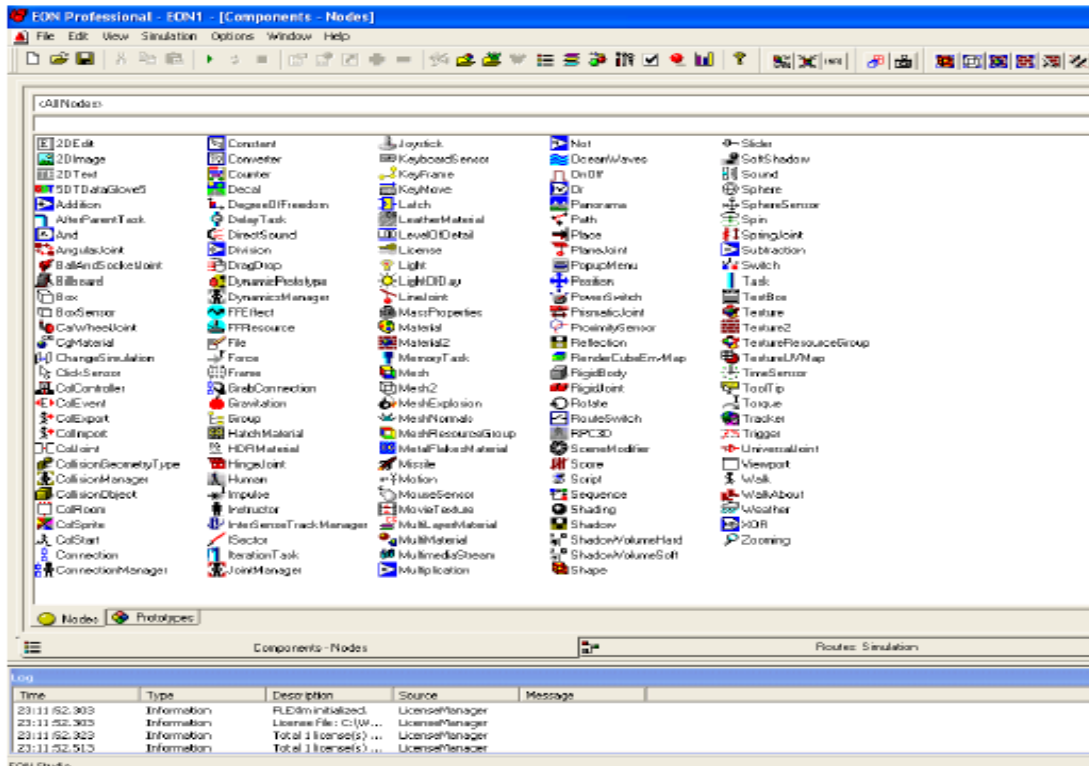 EON Professional - EON1 - [Components - Nodes]
File Edit View Simulation Options Window Help
<All Nodes>
2DEdit
2DImage
2DText
5DTDataGlove5
Addition
AfterParentTask
And
AngularJoint
BallAndSocketJoint
Billboard
Box
BoxSensor
CarWheelJoint
CgMaterial
ChangeSimulation
ClickSensor
ColController
ColEvent
ColExport
ColImport
ColJoint
CollisionGeometryType
CollisionManager
CollisionObject
ColRoom
ColSprite
ColStart
Connection
ConnectionManager
Constant
Converter
Counter
Decal
DegreeOfFreedom
DelayTask
DirectSound
Division
DragDrop
DynamicPrototype
DynamicsManager
FFEffect
FFResource
File
Force
Frame
GrabConnection
Gravitation
Group
HatchMaterial
HDRMaterial
HingeJoint
Human
Impulse
Instructor
InterSenseTrackManager
ISector
IterationTask
JointManager
Joystick
KeyboardSensor
KeyFrame
KeyMove
Latch
LeatherMaterial
LevelOfDetail
License
Light
LightOfDay
LineJoint
MassProperties
Material
Material2
MemoryTask
Mesh
Mesh2
MeshExplosion
MeshNormals
MeshResourceGroup
MetalFlakesMaterial
Missile
Motion
MouseSensor
MovieTexture
MultiLayerMaterial
MultiMaterial
MultimediaStream
Multiplication
Not
OceanWaves
OnOff
Or
Panorama
Path
Place
PlaneJoint
PopupMenu
Position
PowerSwitch
PrismaticJoint
ProximitySensor
Reflection
RenderCubeEnvMap
RigidBody
RigidJoint
Rotate
RouteSwitch
RPC3D
SceneModifier
Score
Script
Sequence
Shading
Shadow
ShadowVolumeHard
ShadowVolumeSoft
Shape
Slider
SoftShadow
Sound
Sphere
SphereSensor
Spin
SpringJoint
Subtraction
Switch
Task
TextBox
Texture
Texture2
TextureResourceGroup
TextureUVMap
TimeSensor
ToolTip
Torque
Tracker
Trigger
UniversalJoint
Viewport
Walk
WalkAbout
Weather
XOR
Zooming
Nodes Prototypes
Components - Nodes Routes: Simulation
Log
Time Type Description Source Message
23:11:52.303 Information FLEXlm initialized. LicenseManager
23:11:52.303 Information License file: C:\W... LicenseManager
23:11:52.323 Information Total 1 license(s) ... LicenseManager
23:11:52.513 Information Total 1 license(s) ... LicenseManager
EON Studio